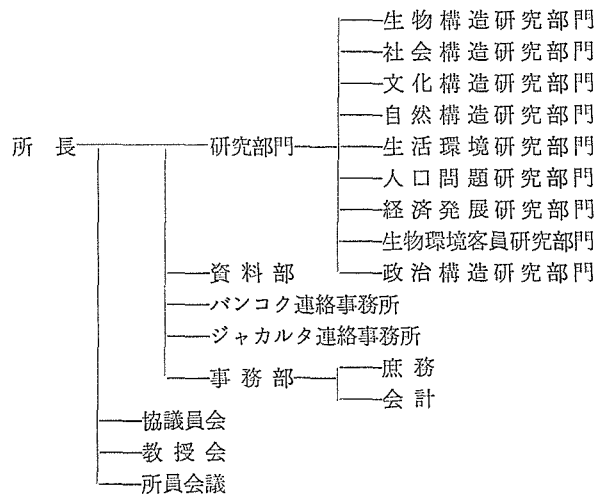 生物構造研究部門
社会構造研究部門
文化構造研究部門
自然構造研究部門
所長 研究部門 生活環境研究部門
人口問題研究部門
経済発展研究部門
生物環境客員研究部門
資料部 政治構造研究部門
バンコク連絡事務所
ジャカルタ連絡事務所
事務部 庶務
会計
協議員会
教授会
所員会議